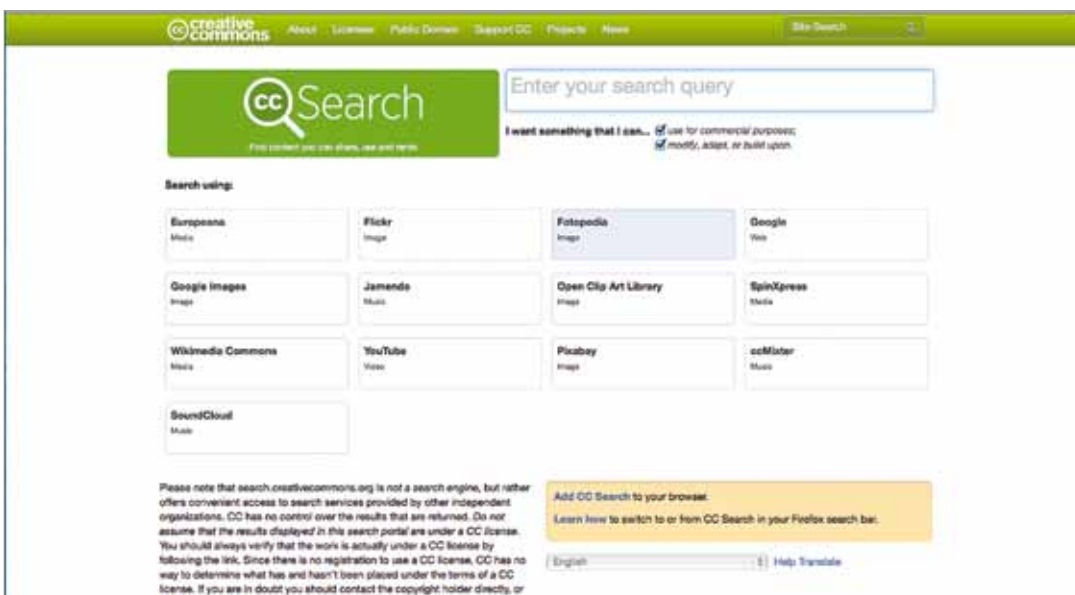 creative commons
About Licenses Public Domain Support CC Projects News
Site Search
cc Search
Find content you can share, use and remix
Enter your search query
I want something that I can... use for commercial purposes;
modify, adapt, or build upon.
Search using:
Europeana
Media
Flickr
Image
Fotopedia
Image
Google
Web
Google Images
Image
Jamendo
Music
Open Clip Art Library
Image
SpinXpress
Media
Wikimedia Commons
Media
YouTube
Video
Pixabay
Image
ccMixter
Music
SoundCloud
Music
Please note that search.creativecommons.org is not a search engine, but rather
offers convenient access to search services provided by other independent
organizations. CC has no control over the results that are returned. Do not
assume that the results displayed in this search portal are under a CC license.
You should always verify that the work is actually under a CC license by
following the link. Since there is no registration to use a CC license, CC has no
way to determine what has and hasn't been placed under the terms of a CC
license. If you are in doubt you should contact the copyright holder directly, or
Add CC Search to your browser.
Learn how to switch to or from CC Search in your Firefox search bar.
English
Help Translate